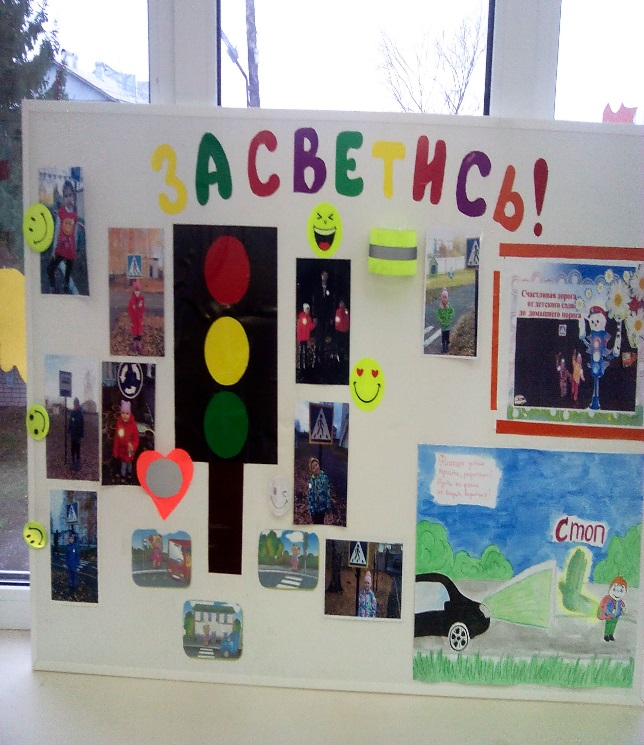 ЗАСВЕТИСЬ!
Счастливая дорога
от детского сада
до домашнего порога
Стоп